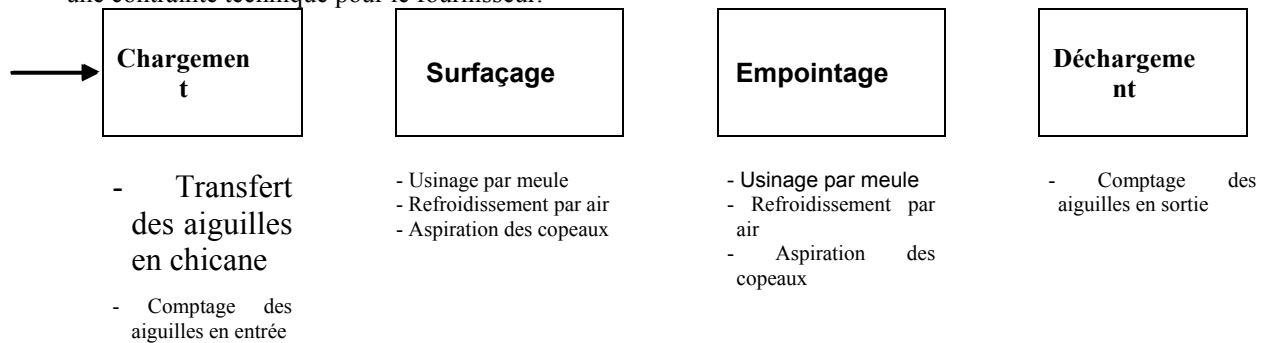 une contrainte technique pour le fournisseur.
Chargemen
t
Surfaçage
Empointage
Déchargeme
nt
- Transfert
des aiguilles
en chicane
- Comptage des
aiguilles en entrée
- Usinage par meule
- Refroidissement par air
- Aspiration des copeaux
- Usinage par meule
- Refroidissement par
air
- Aspiration des
copeaux
- Comptage des
aiguilles en sortie